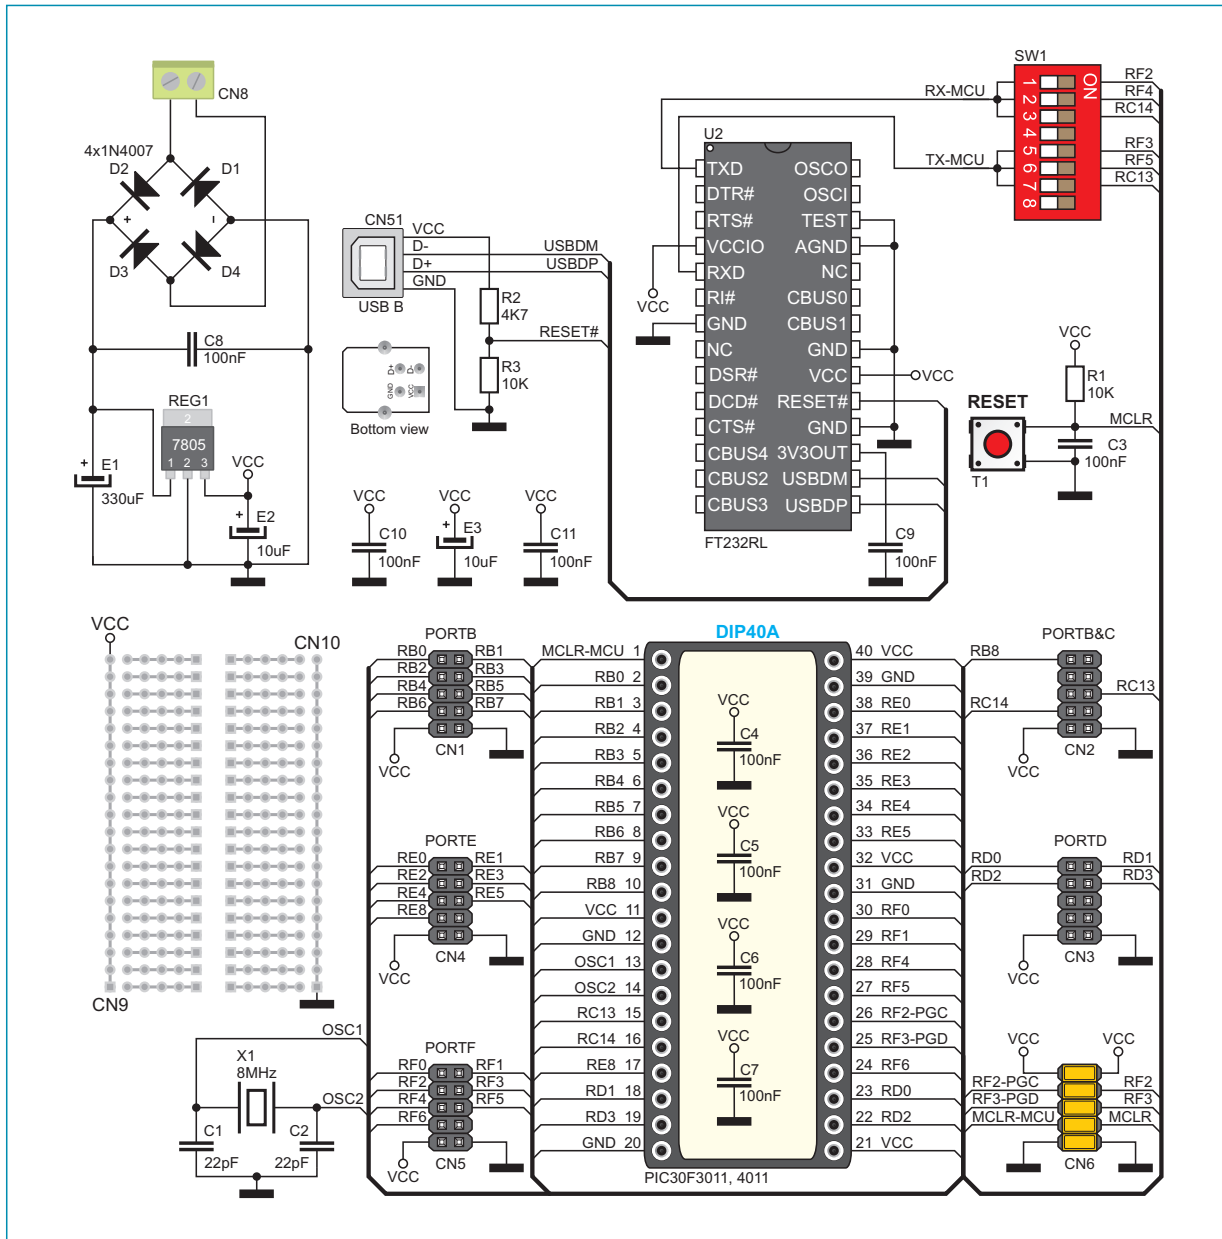 CN8
4x1N4007
D2
D1
+
-
D3
D4
C8
100nF
REG1
2
7805
1 2 3
VCC
+
E1
330uF
+
E2
10uF
CN51
VCC
D-
D+
GND
USB B
USBDM
USBDP
R2
4K7
RESET#
R3
10K
D+
D-
GND
VCC
Bottom view
VCC
C10
100nF
VCC
+
E3
10uF
VCC
C11
100nF
U2
TXD
DTR#
RTS#
VCCIO
RXD
RI#
GND
NC
DSR#
DCD#
CTS#
CBUS4
CBUS2
CBUS3
OSCO
OSCI
TEST
AGND
NC
CBUS0
CBUS1
GND
VCC
RESET#
GND
3V3OUT
USBDM
USBDP
FT232RL
VCC
VCC
C9
100nF
SW1
ON
1
2
3
4
5
6
7
8
RX-MCU
TX-MCU
RF2
RF4
RC14
RF3
RF5
RC13
VCC
R1
10K
RESET
MCLR
C3
100nF
T1
VCC
CN10
CN9
PORTB
RB0 RB1
RB2 RB3
RB4 RB5
RB6 RB7
CN1
VCC
PORTE
RE0 RE1
RE2 RE3
RE4 RE5
RE8
CN4
VCC
PORTF
RF0 RF1
RF2 RF3
RF4 RF5
RF6
CN5
VCC
OSC1
X1
8MHz
OSC2
C1
22pF
C2
22pF
DIP40A
MCLR-MCU 1
RB0 2
RB1 3
RB2 4
RB3 5
RB4 6
RB5 7
RB6 8
RB7 9
RB8 10
VCC 11
GND 12
OSC1 13
OSC2 14
RC13 15
RC14 16
RE8 17
RD1 18
RD3 19
GND 20
40 VCC
39 GND
38 RE0
37 RE1
36 RE2
35 RE3
34 RE4
33 RE5
32 VCC
31 GND
30 RF0
29 RF1
28 RF4
27 RF5
26 RF2-PGC
25 RF3-PGD
24 RF6
23 RD0
22 RD2
21 VCC
VCC
C4
100nF
VCC
C5
100nF
VCC
C6
100nF
VCC
C7
100nF
PIC30F3011, 4011
PORTB&C
RB8
RC13
RC14
CN2
VCC
PORTD
RD0 RD1
RD2 RD3
CN3
VCC
VCC
VCC
RF2-PGC RF2
RF3-PGD RF3
MCLR-MCU MCLR
CN6